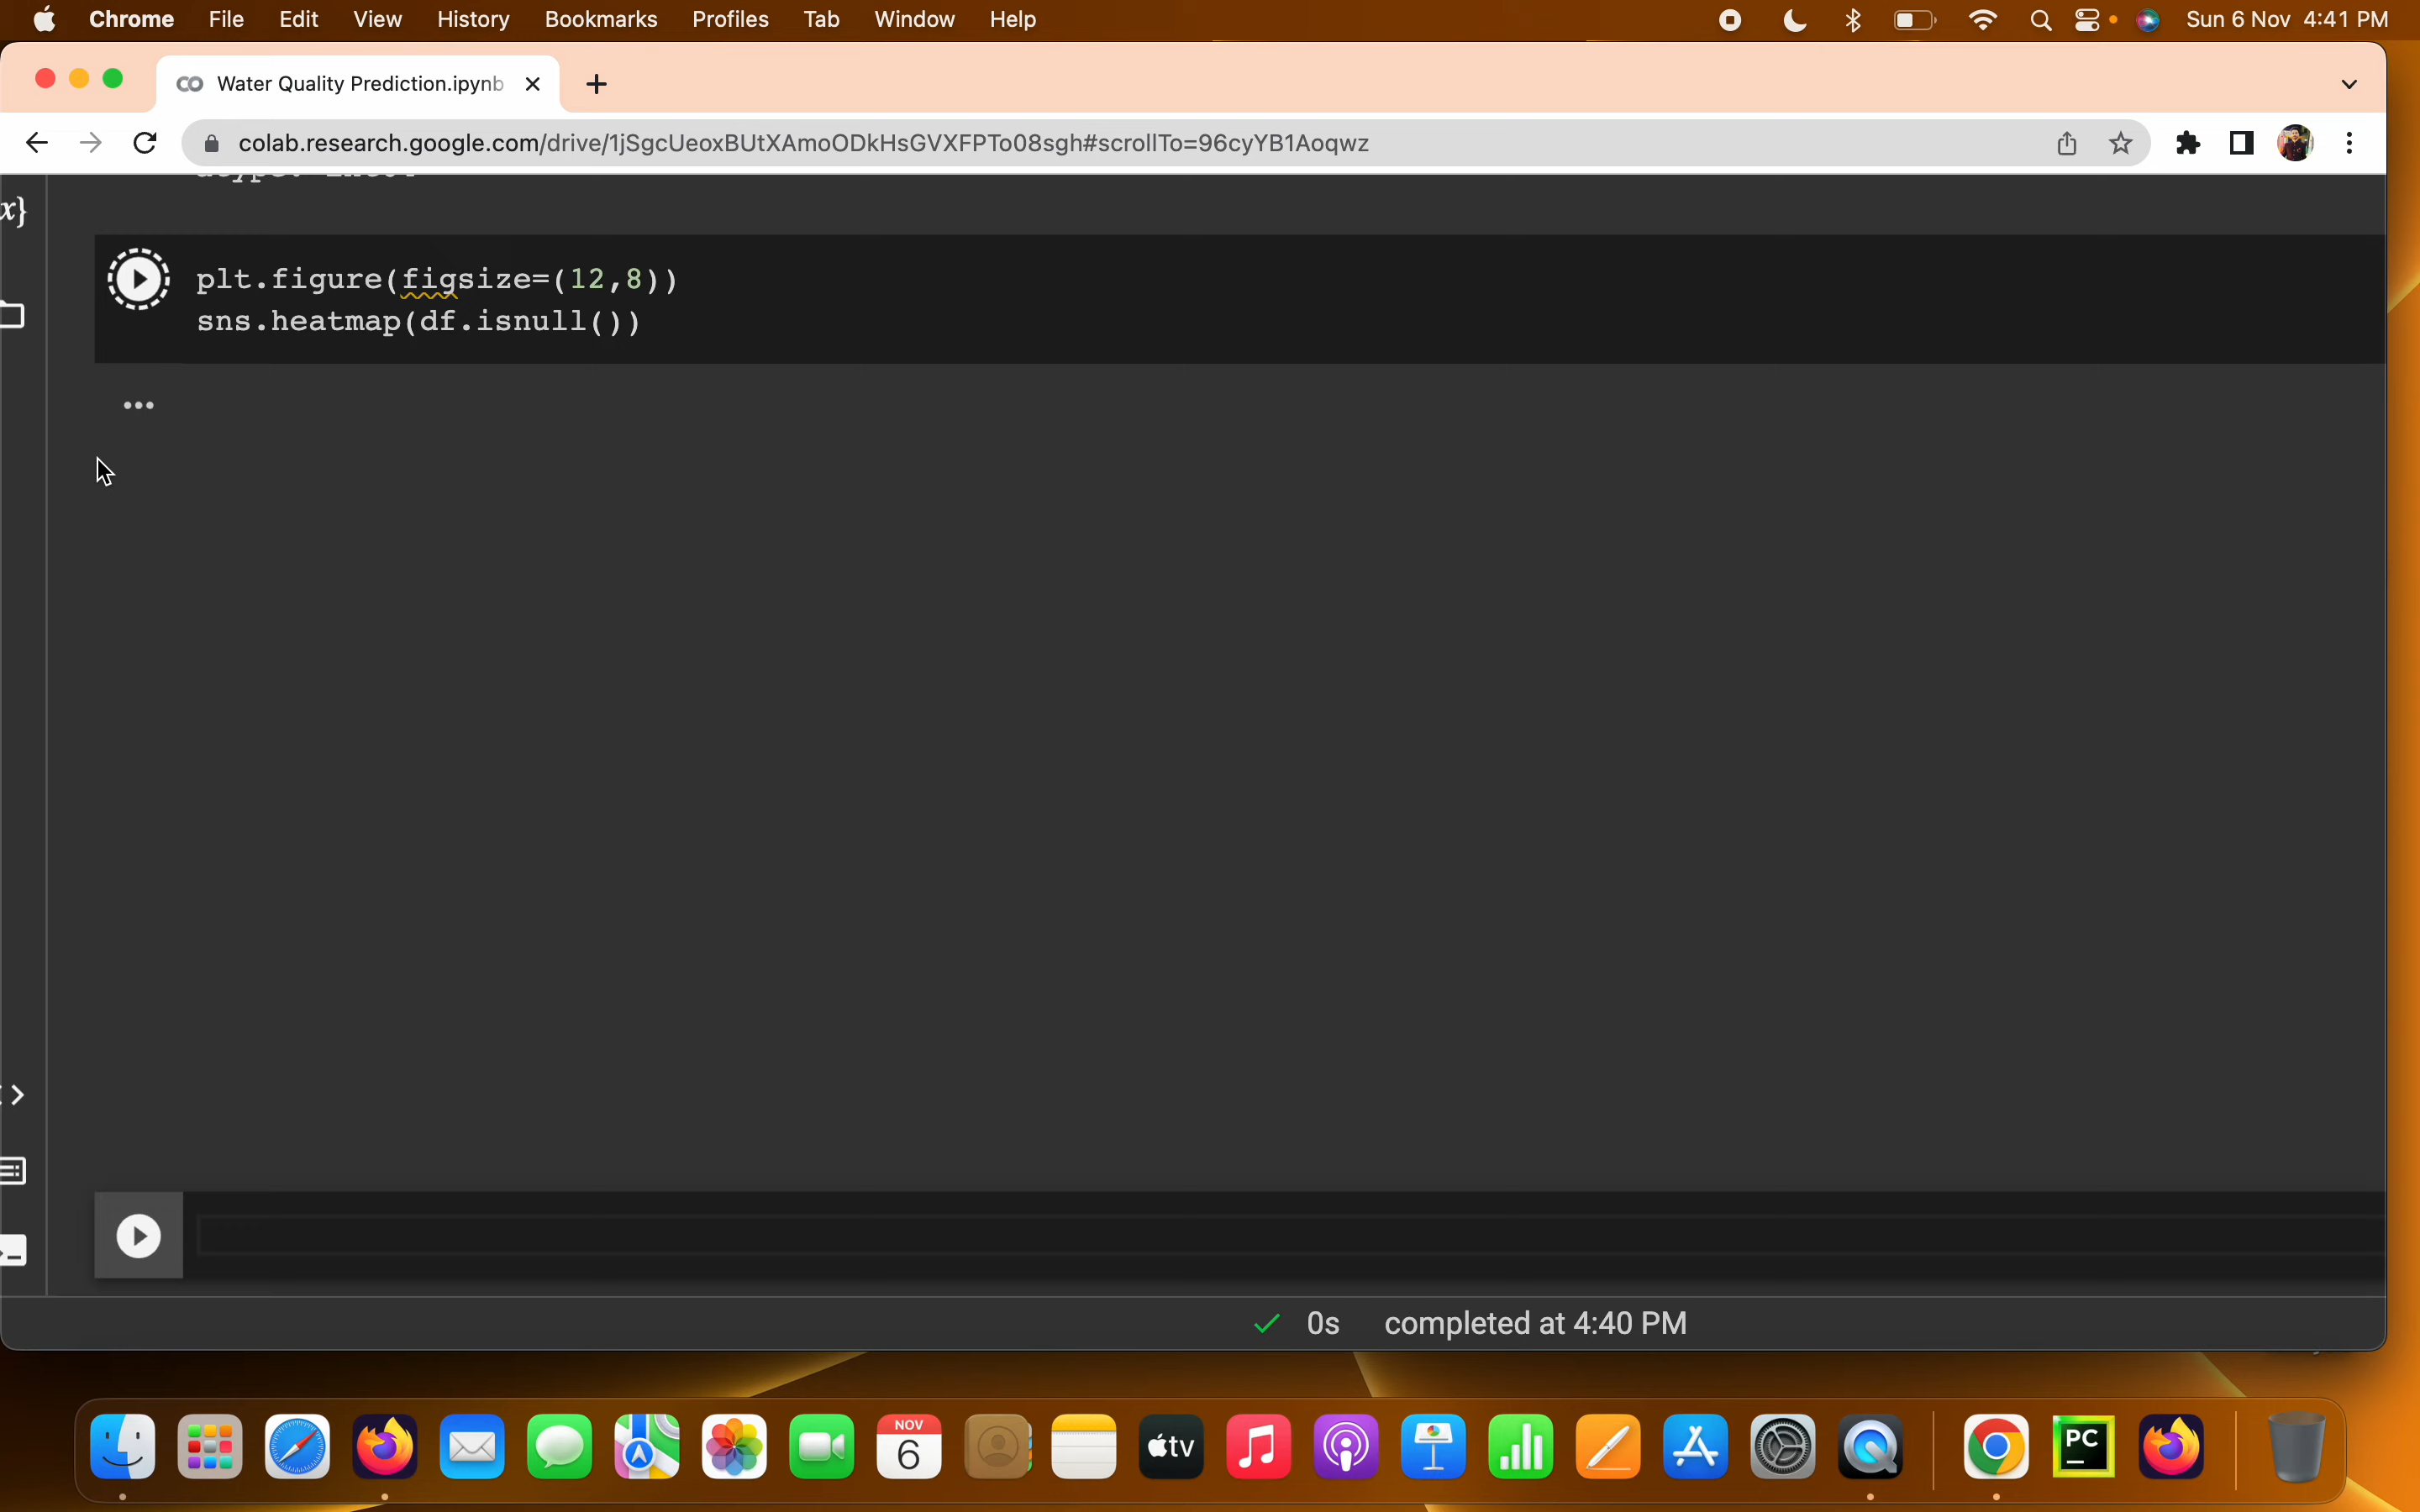 Chrome File Edit View History Bookmarks Profiles Tab Window Help Sun 6 Nov 4:41 PM
Water Quality Prediction.ipynb
colab.research.google.com/drive/1jSgcUeoxBUtXAmoODkHsGVXFPTo08sgh#scrollTo=96cyYB1Aoqwz
x}
plt.figure(figsize=(12,8))
sns.heatmap(df.isnull())
0s completed at 4:40 PM
NOV
6
tv
PC